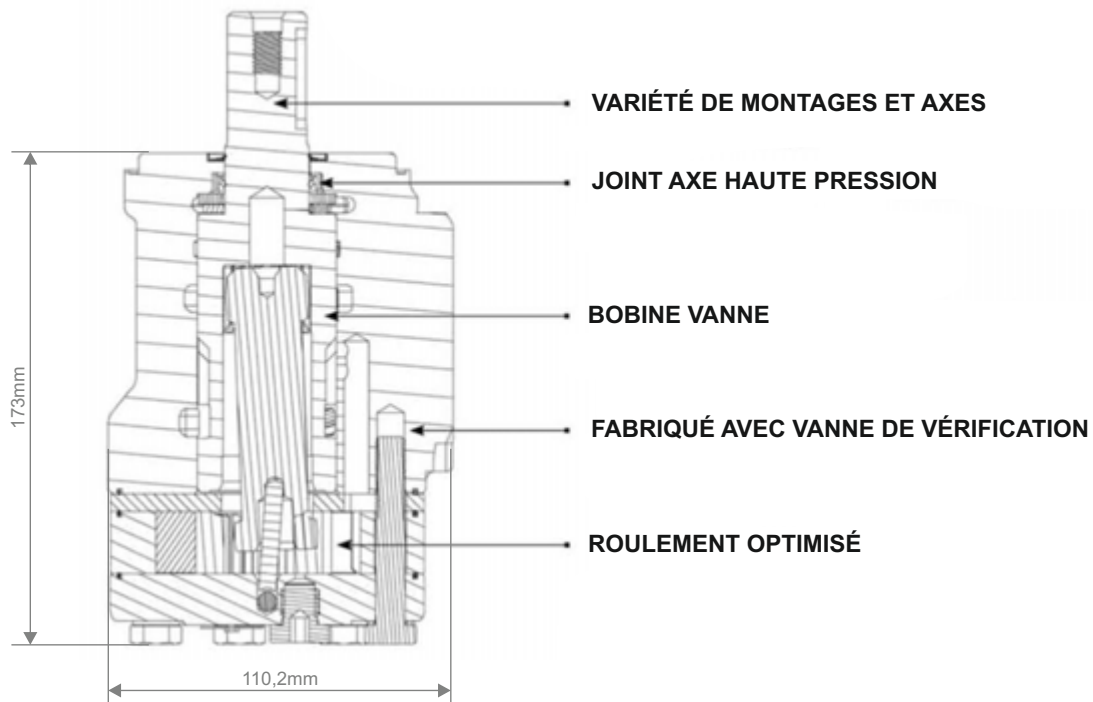 VARIÉTÉ DE MONTAGES ET AXES
JOINT AXE HAUTE PRESSION
BOBINE VANNE
FABRIQUÉ AVEC VANNE DE VÉRIFICATION
ROULEMENT OPTIMISÉ
173mm
110,2mm